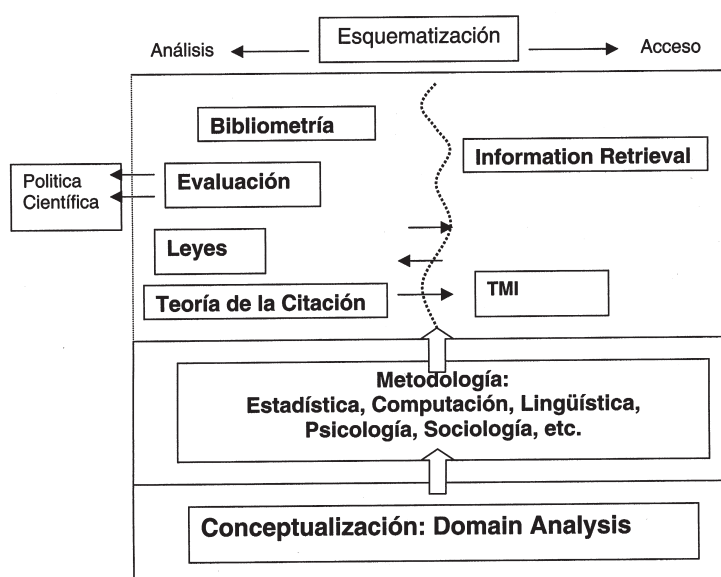 Esquematización
Análisis
Acceso
Bibliometría
Information Retrieval
Politica
Científica
Evaluación
Leyes
Teoría de la Citación
TMI
Metodología:
Estadística, Computación, Lingüística,
Psicología, Sociología, etc.
Conceptualización: Domain Analysis